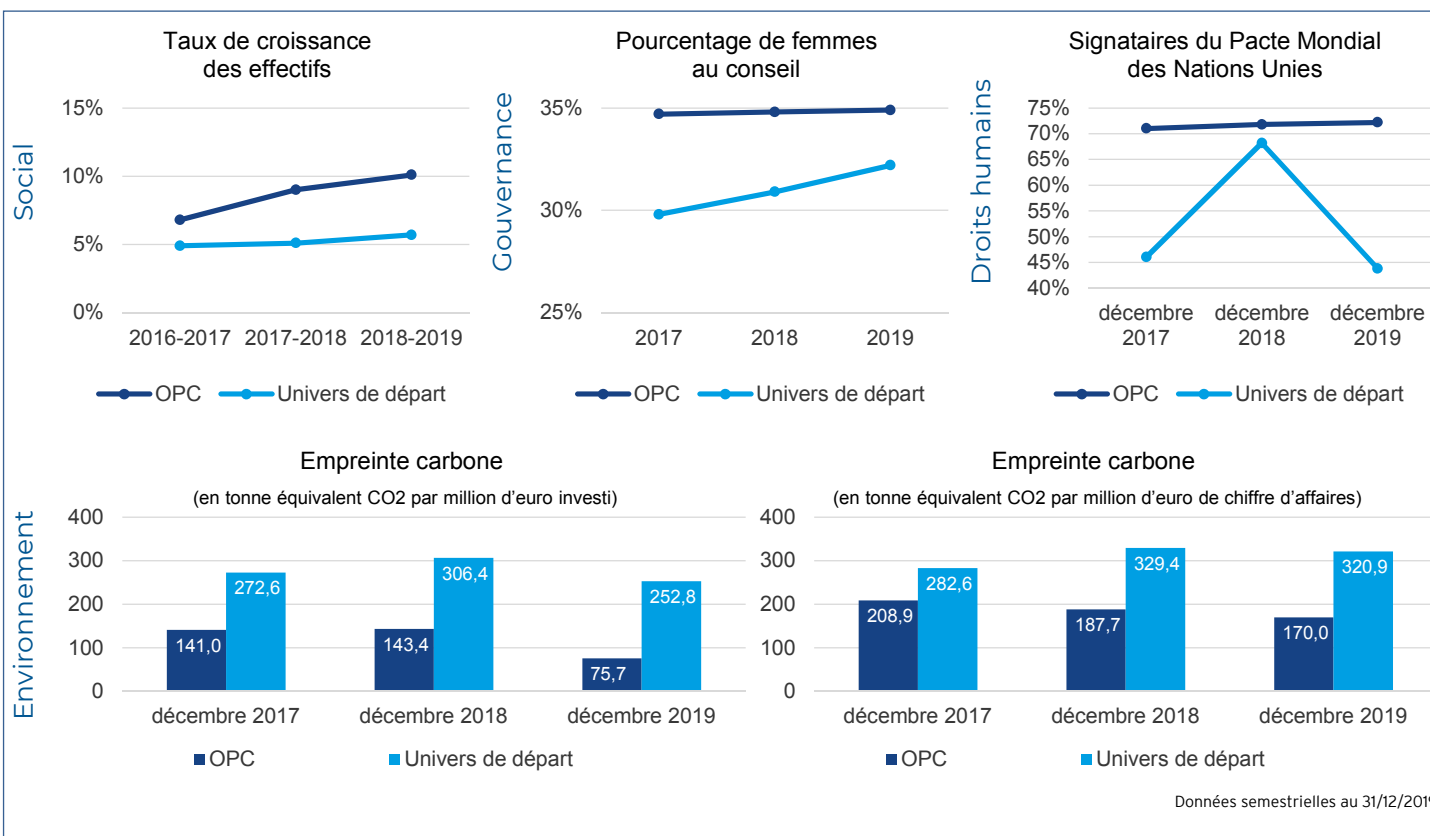 Taux de croissance
des effectifs
Social
15%
10%
5%
0%
2016-2017 2017-2018 2018-2019
OPC Univers de départ
Pourcentage de femmes
au conseil
Gouvernance
35%
30%
25%
2017 2018 2019
OPC Univers de départ
Signataires du Pacte Mondial
des Nations Unies
Droits humains
75%
70%
65%
60%
55%
50%
45%
40%
décembre décembre décembre
2017 2018 2019
OPC Univers de départ
Environnement
Empreinte carbone
(en tonne équivalent CO2 par million d'euro investi)
400
300
200
100
0
141,0 272,6
143,4 306,4
75,7 252,8
décembre 2017 décembre 2018 décembre 2019
OPC Univers de départ
Empreinte carbone
(en tonne équivalent CO2 par million d'euro de chiffre d'affaires)
400
300
200
100
0
208,9 282,6
187,7 329,4
170,0 320,9
décembre 2017 décembre 2018 décembre 2019
OPC Univers de départ
Données semestrielles au 31/12/2019